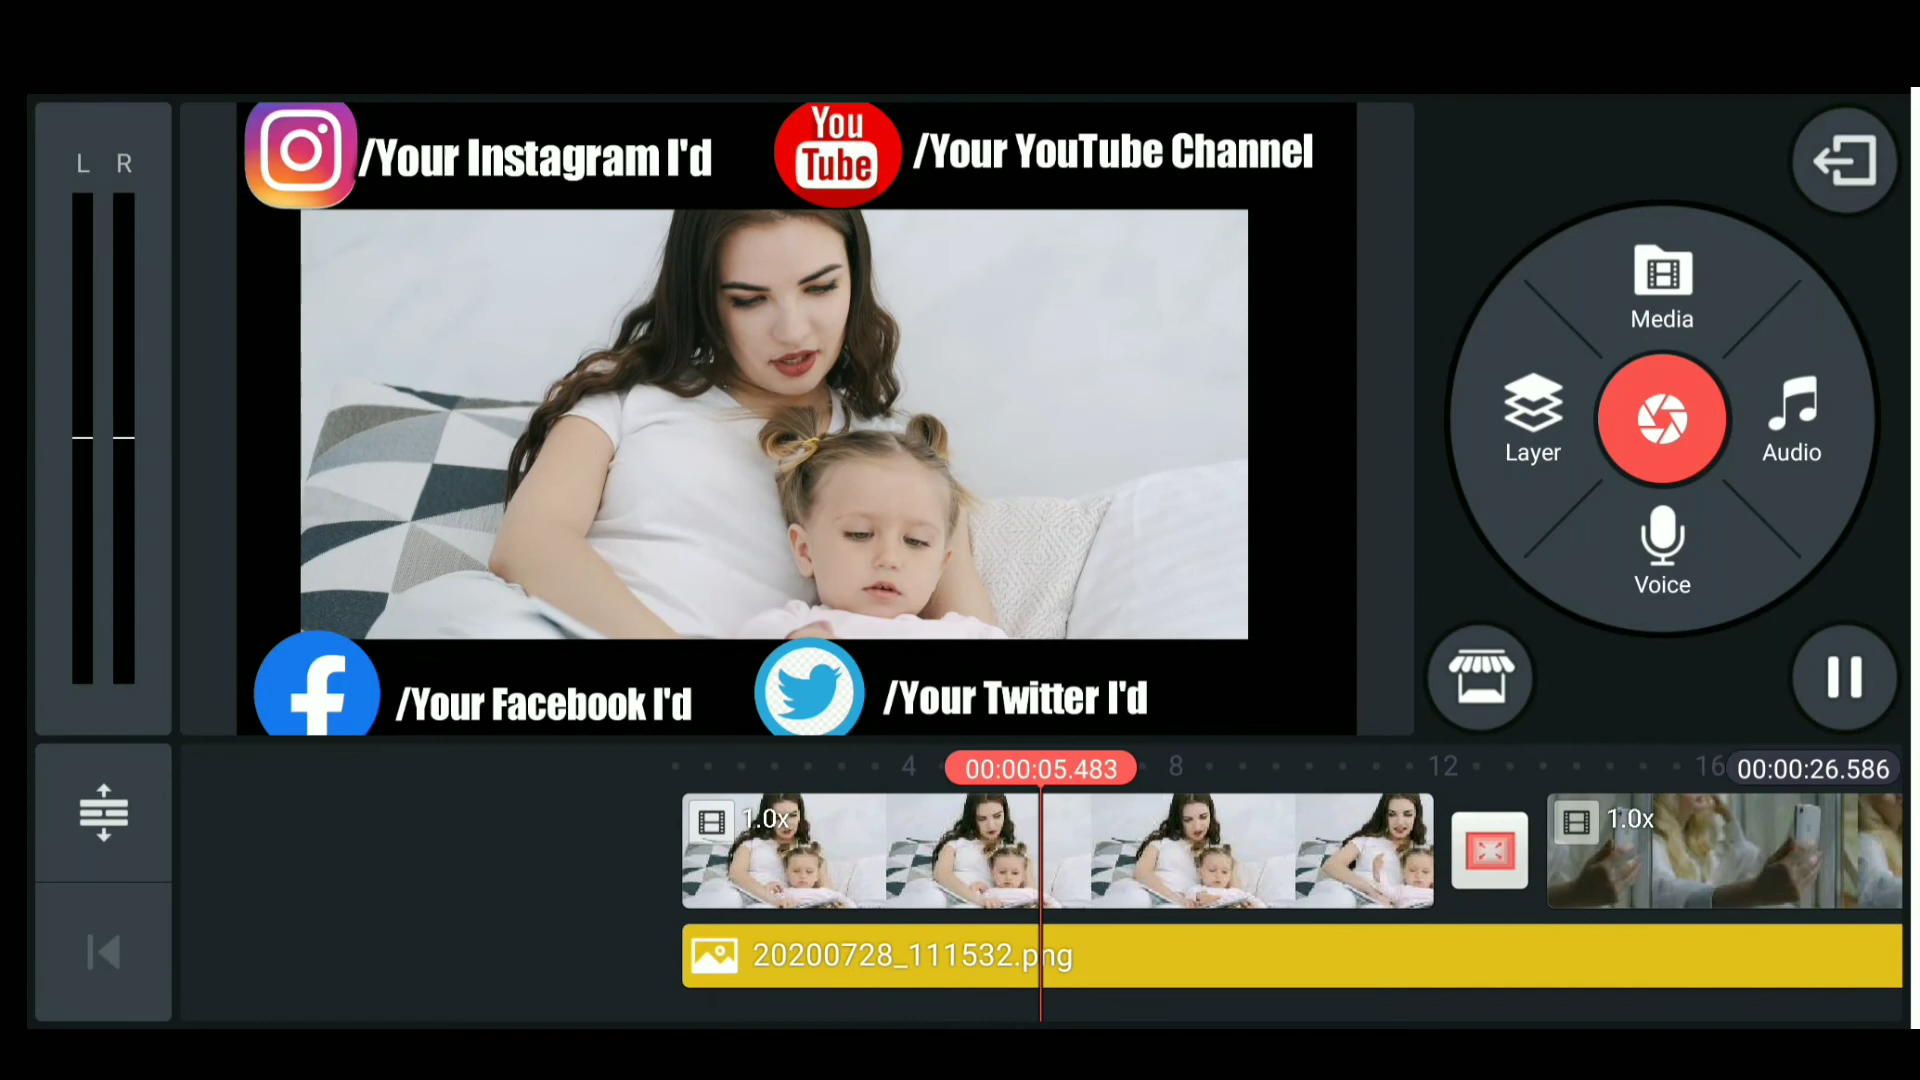 L R
/Your Instagram I'd
You
Tube
/Your YouTube Channel
/Your Facebook I'd
/Your Twitter I'd
Media
Layer
Audio
Voice
4
00:00:05.483
8
12
16
00:00:26.586
1.0x
1.0x
20200728_111532.png